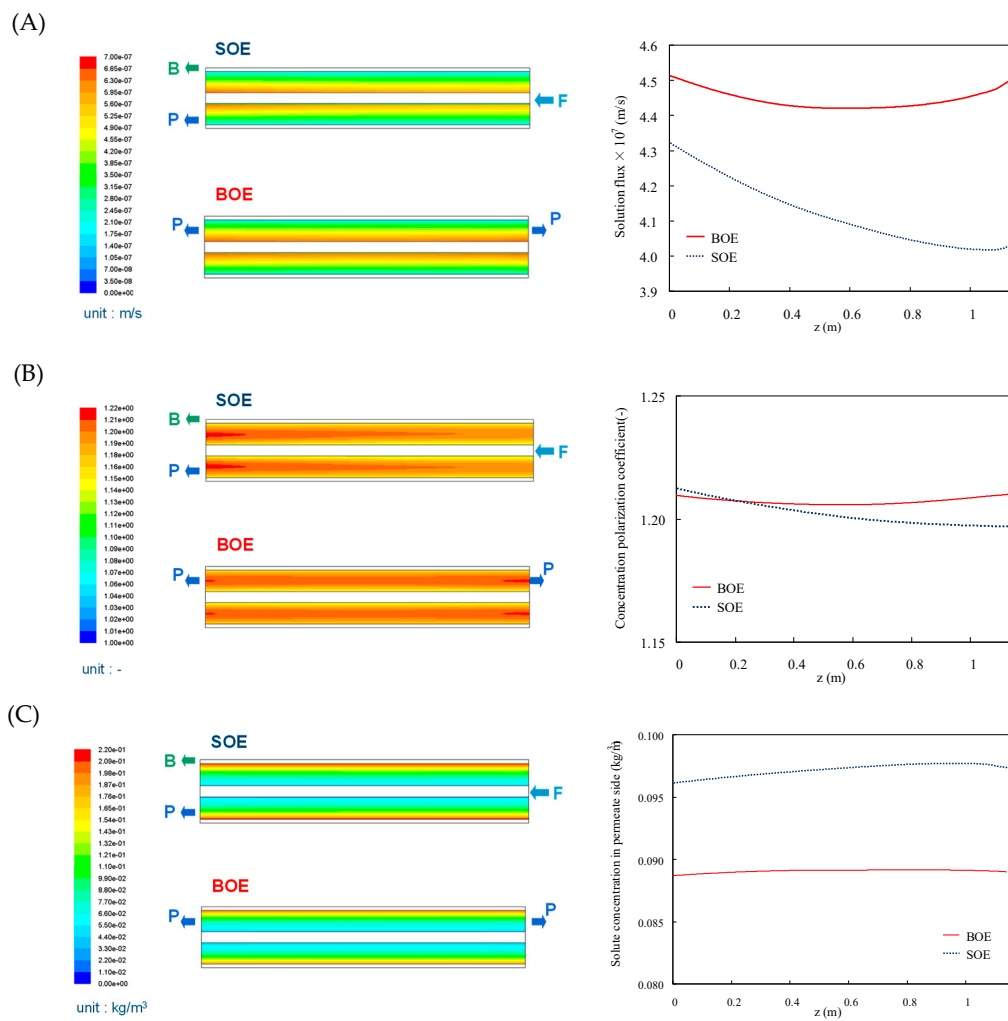 (A)
SOE
B
F
P
BOE
P
P
7.00e-07
6.65e-07
6.30e-07
5.95e-07
5.60e-07
5.25e-07
4.90e-07
4.55e-07
4.20e-07
3.85e-07
3.50e-07
3.15e-07
2.80e-07
2.45e-07
2.10e-07
1.75e-07
1.40e-07
1.05e-07
7.00e-08
3.50e-08
0.00e+00
unit : m/s
Solution flux × 10⁷ (m/s)
4.6
4.5
4.4
4.3
4.2
4.1
4.0
3.9
BOE
SOE
0 0.2 0.4 0.6 0.8 1
z (m)
(B)
SOE
B
F
P
BOE
P
P
1.22e+00
1.21e+00
1.20e+00
1.19e+00
1.18e+00
1.17e+00
1.16e+00
1.15e+00
1.14e+00
1.13e+00
1.12e+00
1.11e+00
1.10e+00
1.09e+00
1.08e+00
1.07e+00
1.06e+00
1.05e+00
1.04e+00
1.03e+00
1.02e+00
1.01e+00
1.00e+00
unit : -
Concentration polarization coefficient(-)
1.25
1.20
1.15
BOE
SOE
0 0.2 0.4 0.6 0.8 1
z (m)
(C)
SOE
B
F
P
BOE
P
P
2.20e-01
2.09e-01
1.98e-01
1.87e-01
1.76e-01
1.65e-01
1.54e-01
1.43e-01
1.32e-01
1.21e-01
1.10e-01
9.90e-02
8.80e-02
7.70e-02
6.60e-02
5.50e-02
4.40e-02
3.30e-02
2.20e-02
1.10e-02
0.00e+00
unit : kg/m³
Solute concentration in permeate side (kg/m³)
0.100
0.095
0.090
0.085
0.080
BOE
SOE
0 0.2 0.4 0.6 0.8 1
z (m)